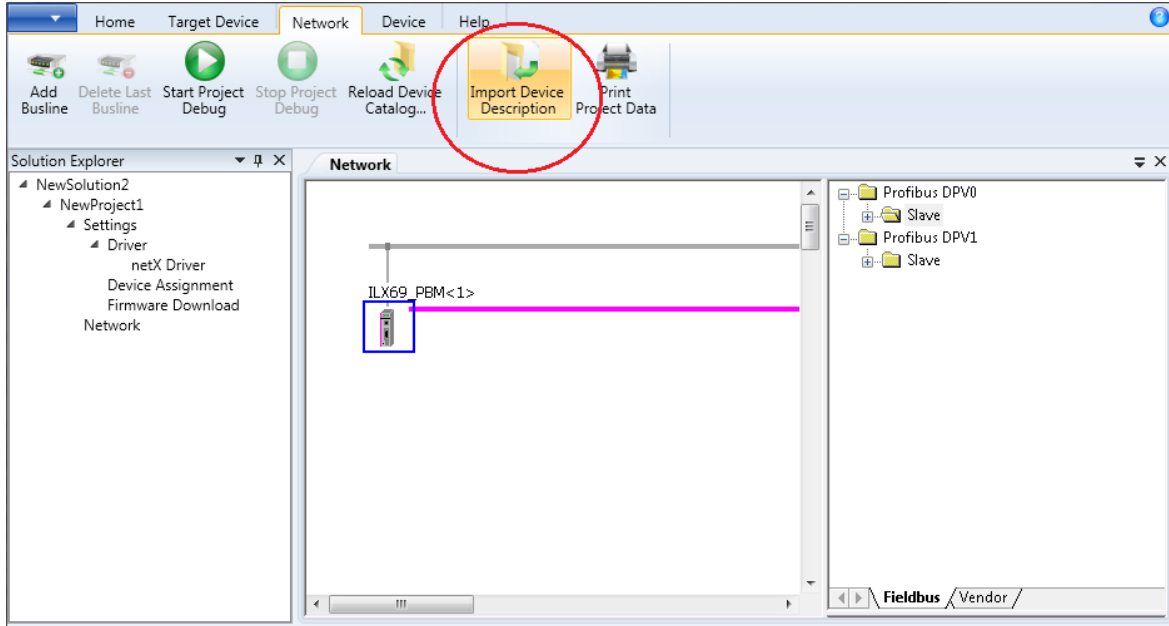 Home Target Device Network Device Help
Add Busline
Delete Last Busline
Start Project Debug
Stop Project Debug
Reload Device Catalog...
Import Device Description
Print Project Data
Solution Explorer
NewSolution2
NewProject1
Settings
Driver
netX Driver
Device Assignment
Firmware Download
Network
Network
ILX69_PBM<1>
Profibus DPV0
Slave
Profibus DPV1
Slave
Fieldbus Vendor